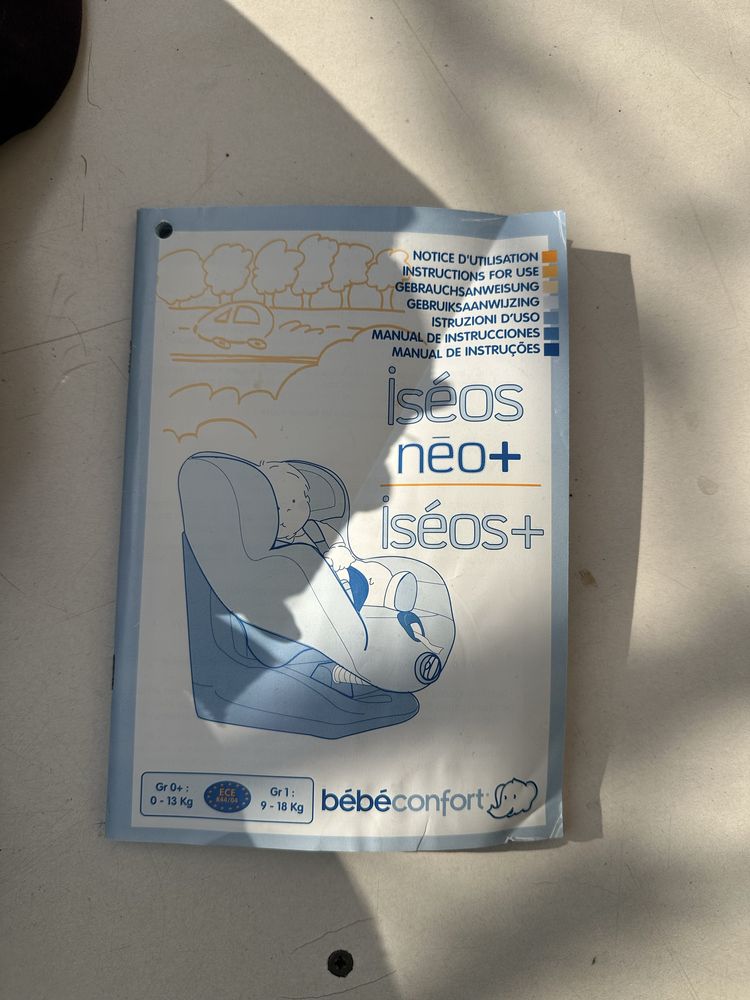 NOTICE D'UTILISATION
INSTRUCTIONS FOR USE
GEBRAUCHSANWEISUNG
GEBRUIKSAANWIJZING
ISTRUZIONI D'USO
MANUAL DE INSTRUCCIONES
MANUAL DE INSTRUÇÕES
iséos
nēo+
iséos+
Gr 0+ :
0 - 13 Kg
ECE
R44/04
Gr 1 :
9 - 18 Kg
bébéconfort